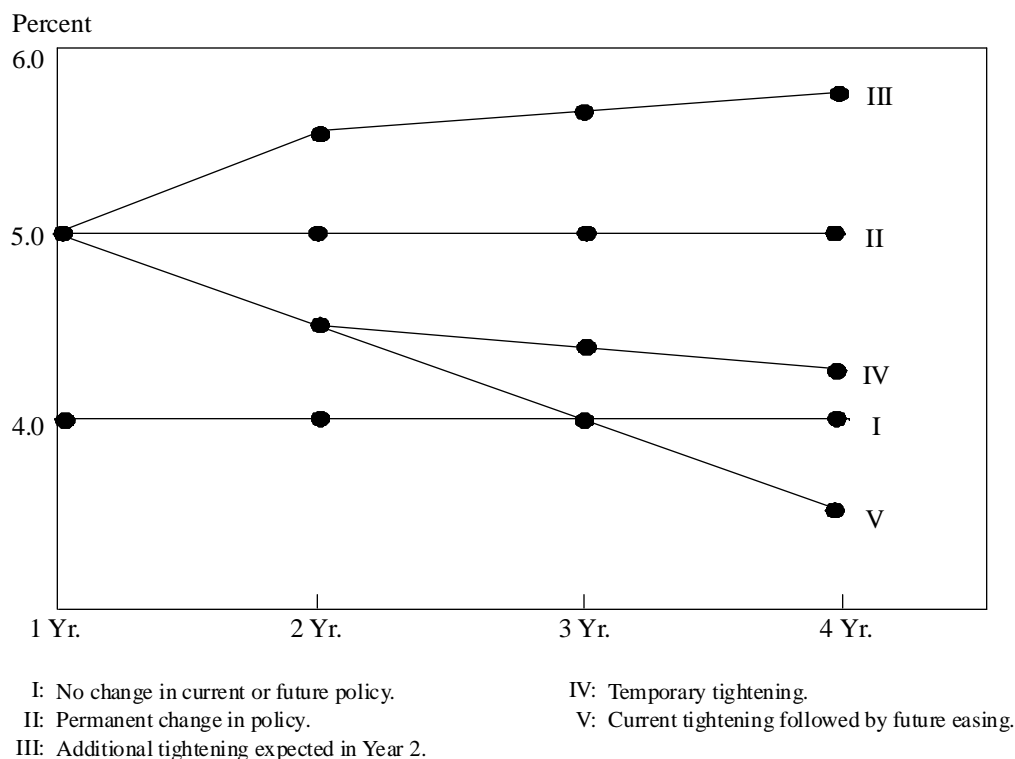 Percent
6.0
III
5.0
II
IV
4.0
I
V
1 Yr. 2 Yr. 3 Yr. 4 Yr.
I: No change in current or future policy.
II: Permanent change in policy.
III: Additional tightening expected in Year 2.
IV: Temporary tightening.
V: Current tightening followed by future easing.